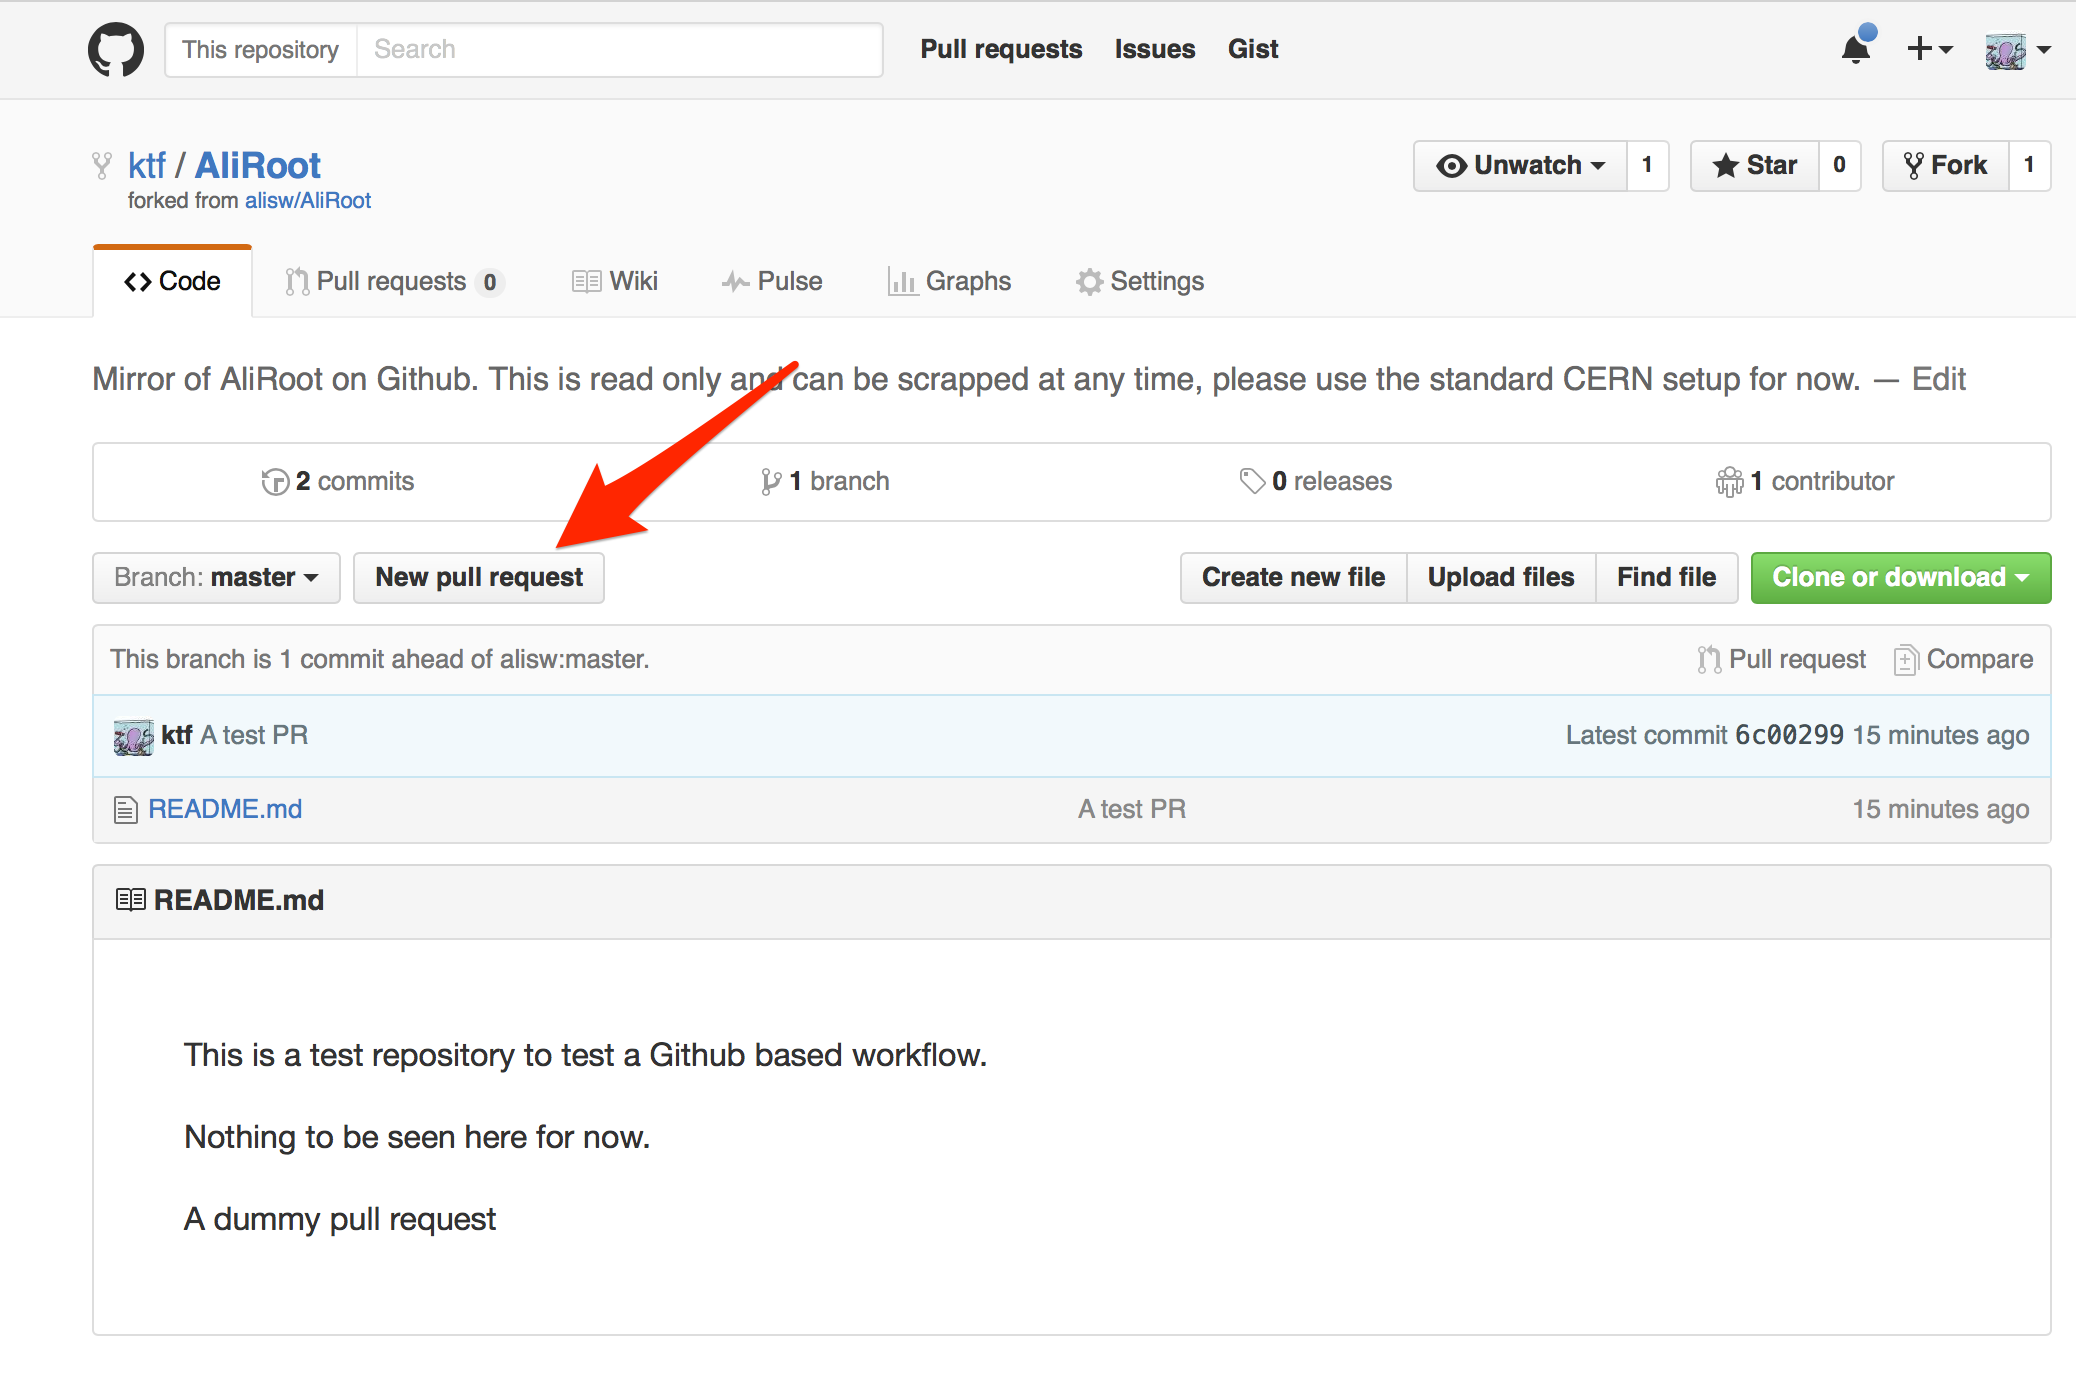 This repository Search Pull requests Issues Gist
ktf / AliRoot Unwatch 1 Star 0 Fork 1
forked from alisw/AliRoot
Code Pull requests 0 Wiki Pulse Graphs Settings
Mirror of AliRoot on Github. This is read only and can be scrapped at any time, please use the standard CERN setup for now. — Edit
2 commits 1 branch 0 releases 1 contributor
Branch: master New pull request Create new file Upload files Find file Clone or download
This branch is 1 commit ahead of alisw:master. Pull request Compare
ktf A test PR Latest commit 6c00299 15 minutes ago
README.md A test PR 15 minutes ago
README.md
This is a test repository to test a Github based workflow.
Nothing to be seen here for now.
A dummy pull request